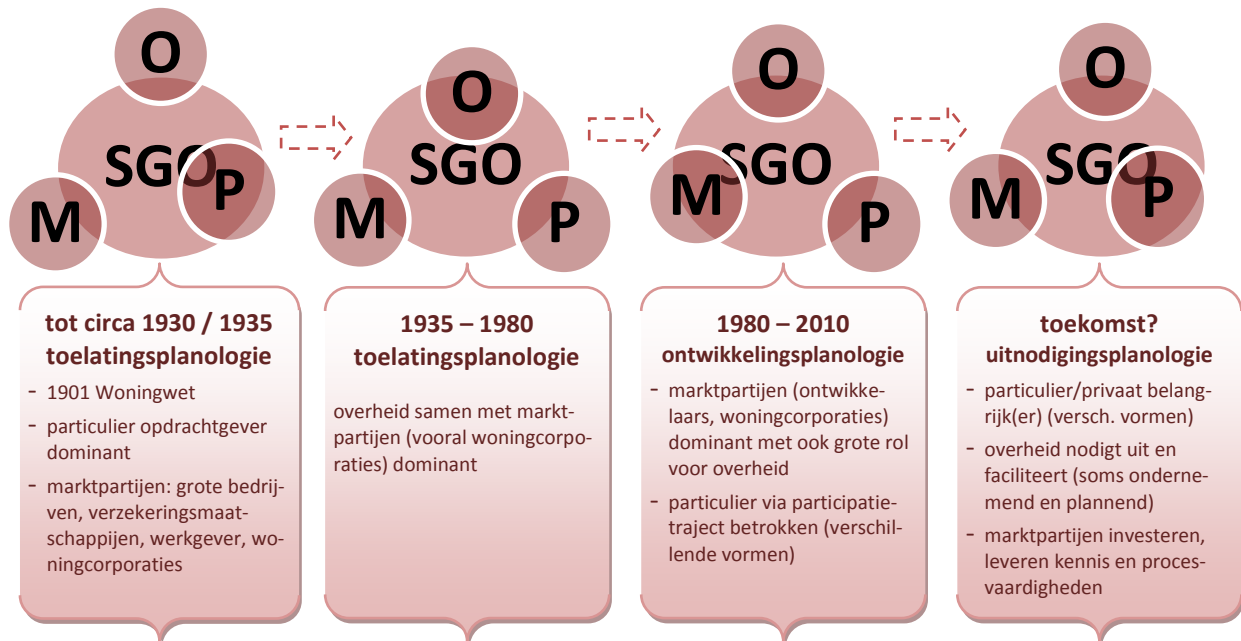 O
SGO
P
M
O
SGO
M
P
O
SGO
M
P
O
SGO
M
P
tot circa 1930 / 1935
toelatingsplanologie
- 1901 Woningwet
- particulier opdrachtgever
dominant
- marktpartijen: grote bedrij-
ven, verzekeringsmaat-
schappijen, werkgever, wo-
ningcorporaties
1935 – 1980
toelatingsplanologie
overheid samen met markt-
partijen (vooral woningcorpo-
raties) dominant
1980 – 2010
ontwikkelingsplanologie
- marktpartijen (ontwikke-
laars, woningcorporaties)
dominant met ook grote rol
voor overheid
- particulier via participatie-
traject betrokken (verschil-
lende vormen)
toekomst?
uitnodigingsplanologie
- particulier/privaat belang-
rijk(er) (versch. vormen)
- overheid nodigt uit en
faciliteert (soms onderne-
mend en plannend)
- marktpartijen investeren,
leveren kennis en proces-
vaardigheden